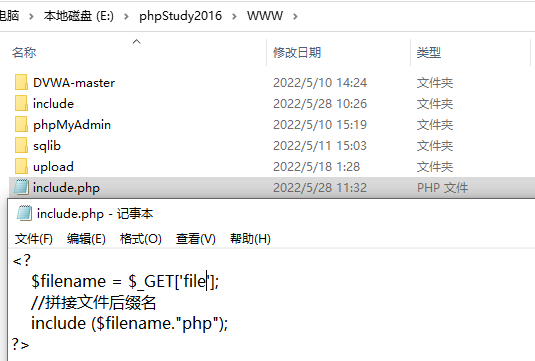 电脑 › 本地磁盘 (E:) › phpStudy2016 › WWW ›
名称 修改日期 类型
DVWA-master 2022/5/10 14:24 文件夹
include 2022/5/28 10:26 文件夹
phpMyAdmin 2022/5/10 15:19 文件夹
sqlib 2022/5/11 15:03 文件夹
upload 2022/5/18 1:28 文件夹
include.php 2022/5/28 11:32 PHP 文件
include.php - 记事本
文件(F) 编辑(E) 格式(O) 查看(V) 帮助(H)
<?
$filename = $_GET['file'];
//拼接文件后缀名
include ($filename."php");
?>